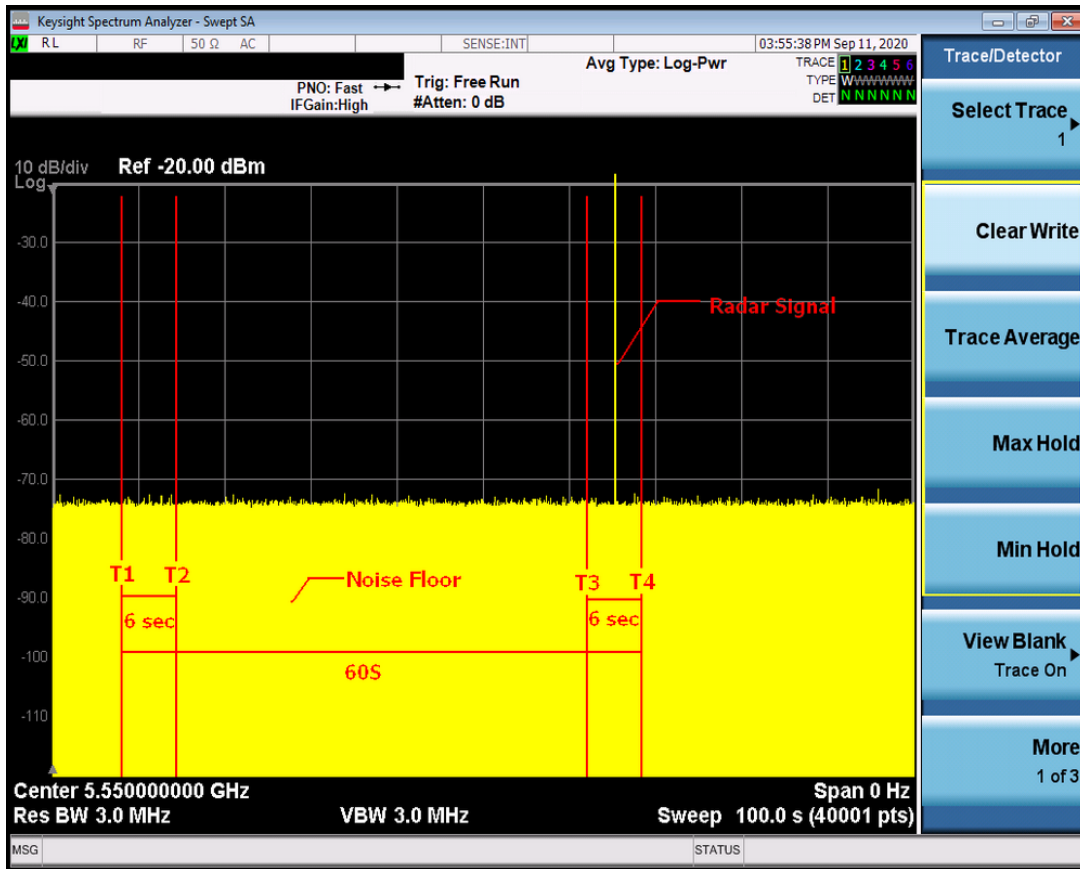 Keysight Spectrum Analyzer - Swept SA
LXI RL RF 50 Ω AC SENSE:INT 03:55:38 PM Sep 11, 2020
PNO: Fast
IFGain:High
Trig: Free Run
#Atten: 0 dB
Avg Type: Log-Pwr
TRACE 1 2 3 4 5 6
TYPE WWWWWW
DET N N N N N N
10 dB/div Ref -20.00 dBm
Log
-30.0
-40.0
-50.0
-60.0
-70.0
-80.0
-90.0
-100
-110
Radar Signal
T1 T2 T3 T4
Noise Floor
6 sec 6 sec
60S
Center 5.550000000 GHz Span 0 Hz
Res BW 3.0 MHz VBW 3.0 MHz Sweep 100.0 s (40001 pts)
MSG STATUS
Trace/Detector
Select Trace
1
Clear Write
Trace Average
Max Hold
Min Hold
View Blank
Trace On
More
1 of 3